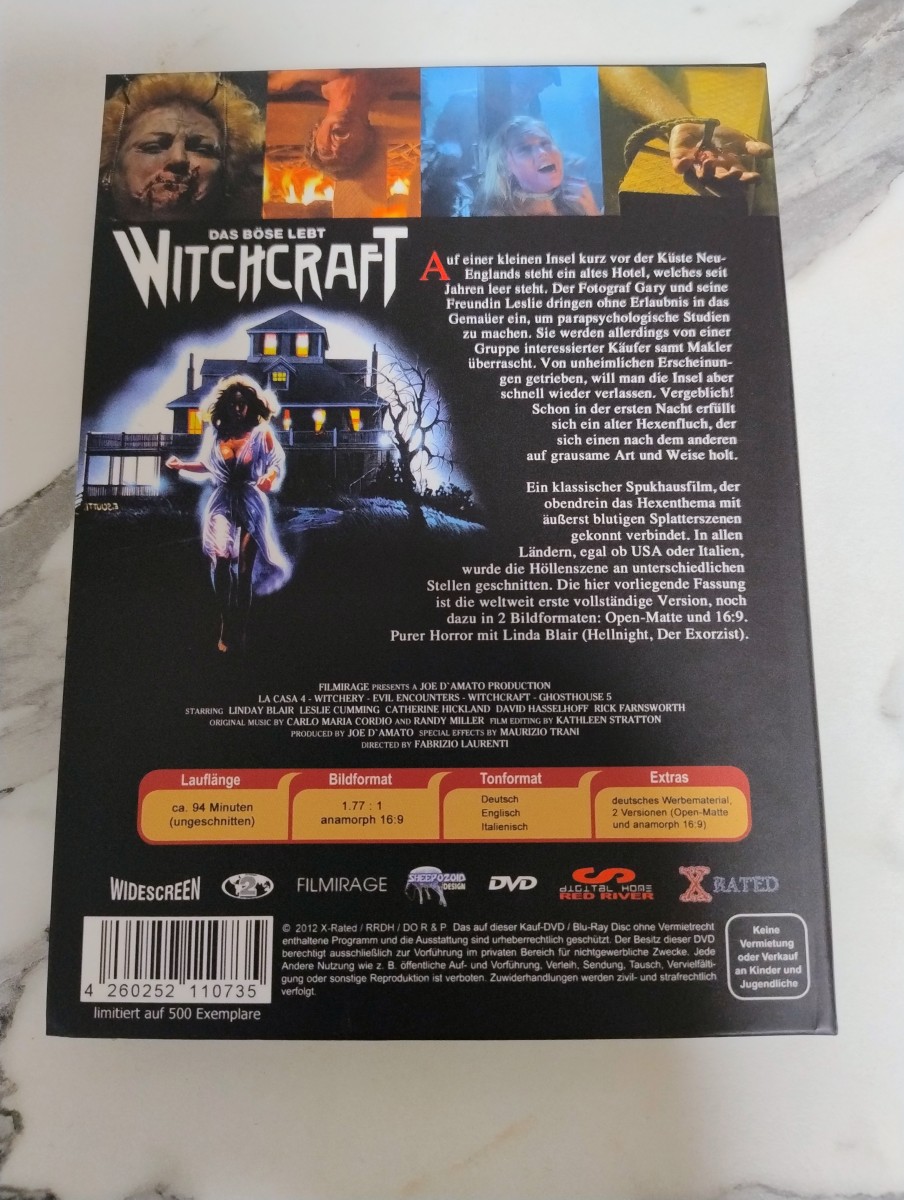 DAS BÖSE LEBT
WITCHCRAFT
Auf einer kleinen Insel kurz vor der Küste Neu-
Englands steht ein altes Hotel, welches seit
Jahren leer steht. Der Fotograf Gary und seine
Freundin Leslie dringen ohne Erlaubnis in das
Gemaüer ein, um parapsychologische Studien
zu machen. Sie werden allerdings von einer
Gruppe interessierter Käufer samt Makler
überrascht. Von unheimlichen Erscheinun-
gen getrieben, will man die Insel aber
schnell wieder verlassen. Vergeblich!
Schon in der ersten Nacht erfüllt
sich ein alter Hexenfluch, der
sich einen nach dem anderen
auf grausame Art und Weise holt.
Ein klassischer Spukhausfilm, der
obendrein das Hexenthema mit
äußerst blutigen Splatterszenen
gekonnt verbindet. In allen
Ländern, egal ob USA oder Italien,
wurde die Höllenszene an unterschiedlichen
Stellen geschnitten. Die hier vorliegende Fassung
ist die weltweit erste vollständige Version, noch
dazu in 2 Bildformaten: Open-Matte und 16:9.
Purer Horror mit Linda Blair (Hellnight, Der Exorzist).
FILMIRAGE PRESENTS A JOE D`AMATO PRODUCTION
LA CASA 4 - WITCHERY - EVIL ENCOUNTERS - WITCHCRAFT - GHOSTHOUSE 5
STARRING LINDAY BLAIR LESLIE CUMMING CATHERINE HICKLAND DAVID HASSELHOFF RICK FARNSWORTH
ORIGINAL MUSIC BY CARLO MARIA CORDIO AND RANDY MILLER FILM EDITING BY KATHLEEN STRATTON
PRODUCED BY JOE D`AMATO SPECIAL EFFECTS BY MAURIZIO TRANI
DIRECTED BY FABRIZIO LAURENTI
Lauflänge
ca. 94 Minuten
(ungeschnitten)
Bildformat
1.77 : 1
anamorph 16:9
Tonformat
Deutsch
Englisch
Italienisch
Extras
deutsches Werbematerial,
2 Versionen (Open-Matte
und anamorph 16:9)
WIDESCREEN
2
FILMIRAGE
SHEEPOZOID
DESIGN
DVD
DIGITAL HOME
RED RIVER
X RATED
4 260252 110735
limitiert auf 500 Exemplare
© 2012 X-Rated / RRDH / DO R & P Das auf dieser Kauf-DVD / Blu-Ray Disc ohne Vermietrecht
enthaltene Programm und die Ausstattung sind urheberrechtlich geschützt. Der Besitz dieser DVD
berechtigt ausschließlich zur Vorführung im privaten Bereich für nichtgewerbliche Zwecke. Jede
Andere Nutzung wie z. B. öffentliche Auf- und Vorführung, Verleih, Sendung, Tausch, Vervielfälti-
gung oder sonstige Reproduktion ist verboten. Zuwiderhandlungen werden zivil- und strafrechtlich
verfolgt.
Keine
Vermietung
oder Verkauf
an Kinder und
Jugendliche